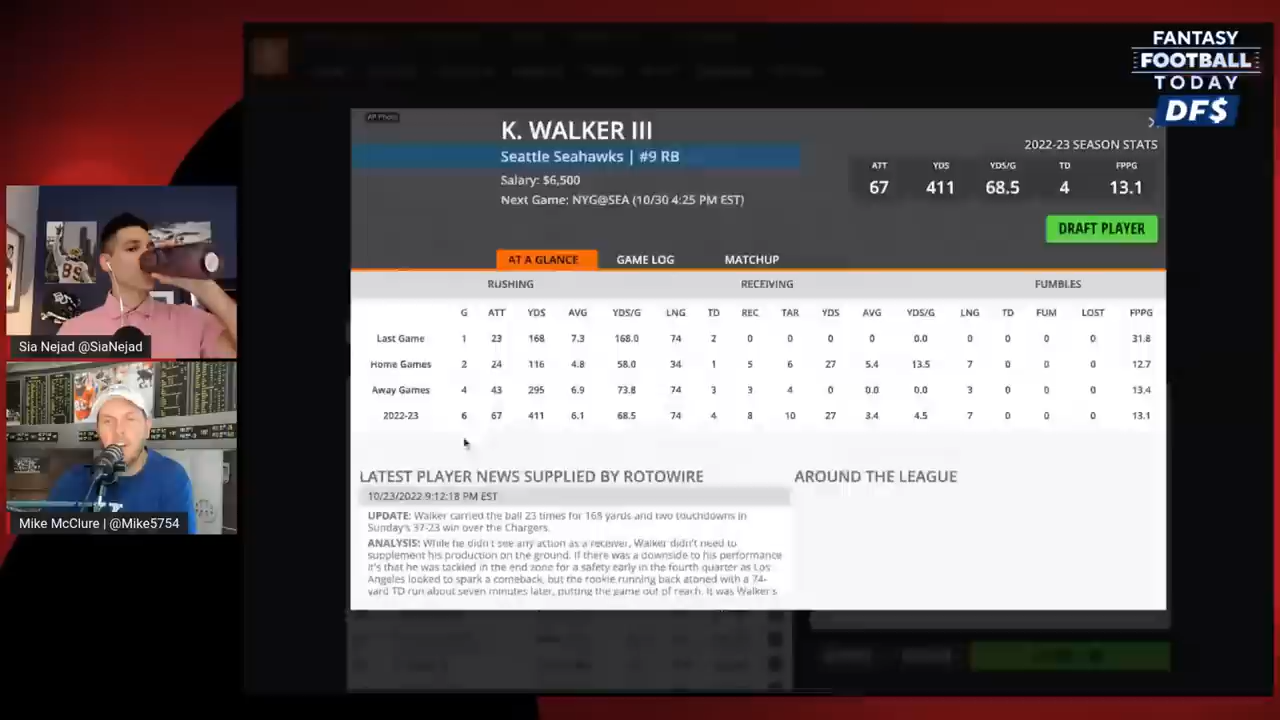 FANTASY
FOOTBALL
TODAY
DF$
AP Photo
K. WALKER III
Seattle Seahawks | #9 RB
Salary: $6,500
Next Game: NYG@SEA (10/30 4:25 PM EST)
2022-23 SEASON STATS
ATT YDS YDS/G TD FPPG
67 411 68.5 4 13.1
DRAFT PLAYER
AT A GLANCE GAME LOG MATCHUP
RUSHING RECEIVING FUMBLES
G ATT YDS AVG YDS/G LNG TD REC TAR YDS AVG YDS/G LNG TD FUM LOST FPPG
Last Game 1 23 168 7.3 168.0 74 2 0 0 0 0 0.0 0 0 0 0 31.8
Home Games 2 24 116 4.8 58.0 34 1 5 6 27 5.4 13.5 7 0 0 0 12.7
Away Games 4 43 295 6.9 73.8 74 3 3 4 0 0.0 0.0 3 0 0 0 13.4
2022-23 6 67 411 6.1 68.5 74 4 8 10 27 3.4 4.5 7 0 0 0 13.1
LATEST PLAYER NEWS SUPPLIED BY ROTOWIRE
AROUND THE LEAGUE
10/23/2022 9:12:18 PM EST
UPDATE: Walker carried the ball 23 times for 168 yards and two touchdowns in
Sunday's 37-23 win over the Chargers.
ANALYSIS: While he didn't see any action as a receiver, Walker didn't need to
supplement his production on the ground. If there was a downside to his performance
it's that he was tackled in the end zone for a safety early in the fourth quarter as Los
Angeles looked to spark a comeback, but the rookie running back atoned with a 74-
yard TD run about seven minutes later, putting the game out of reach. It was Walker's
89
Sia Nejad @SiaNejad
Mike McClure | @Mike5754